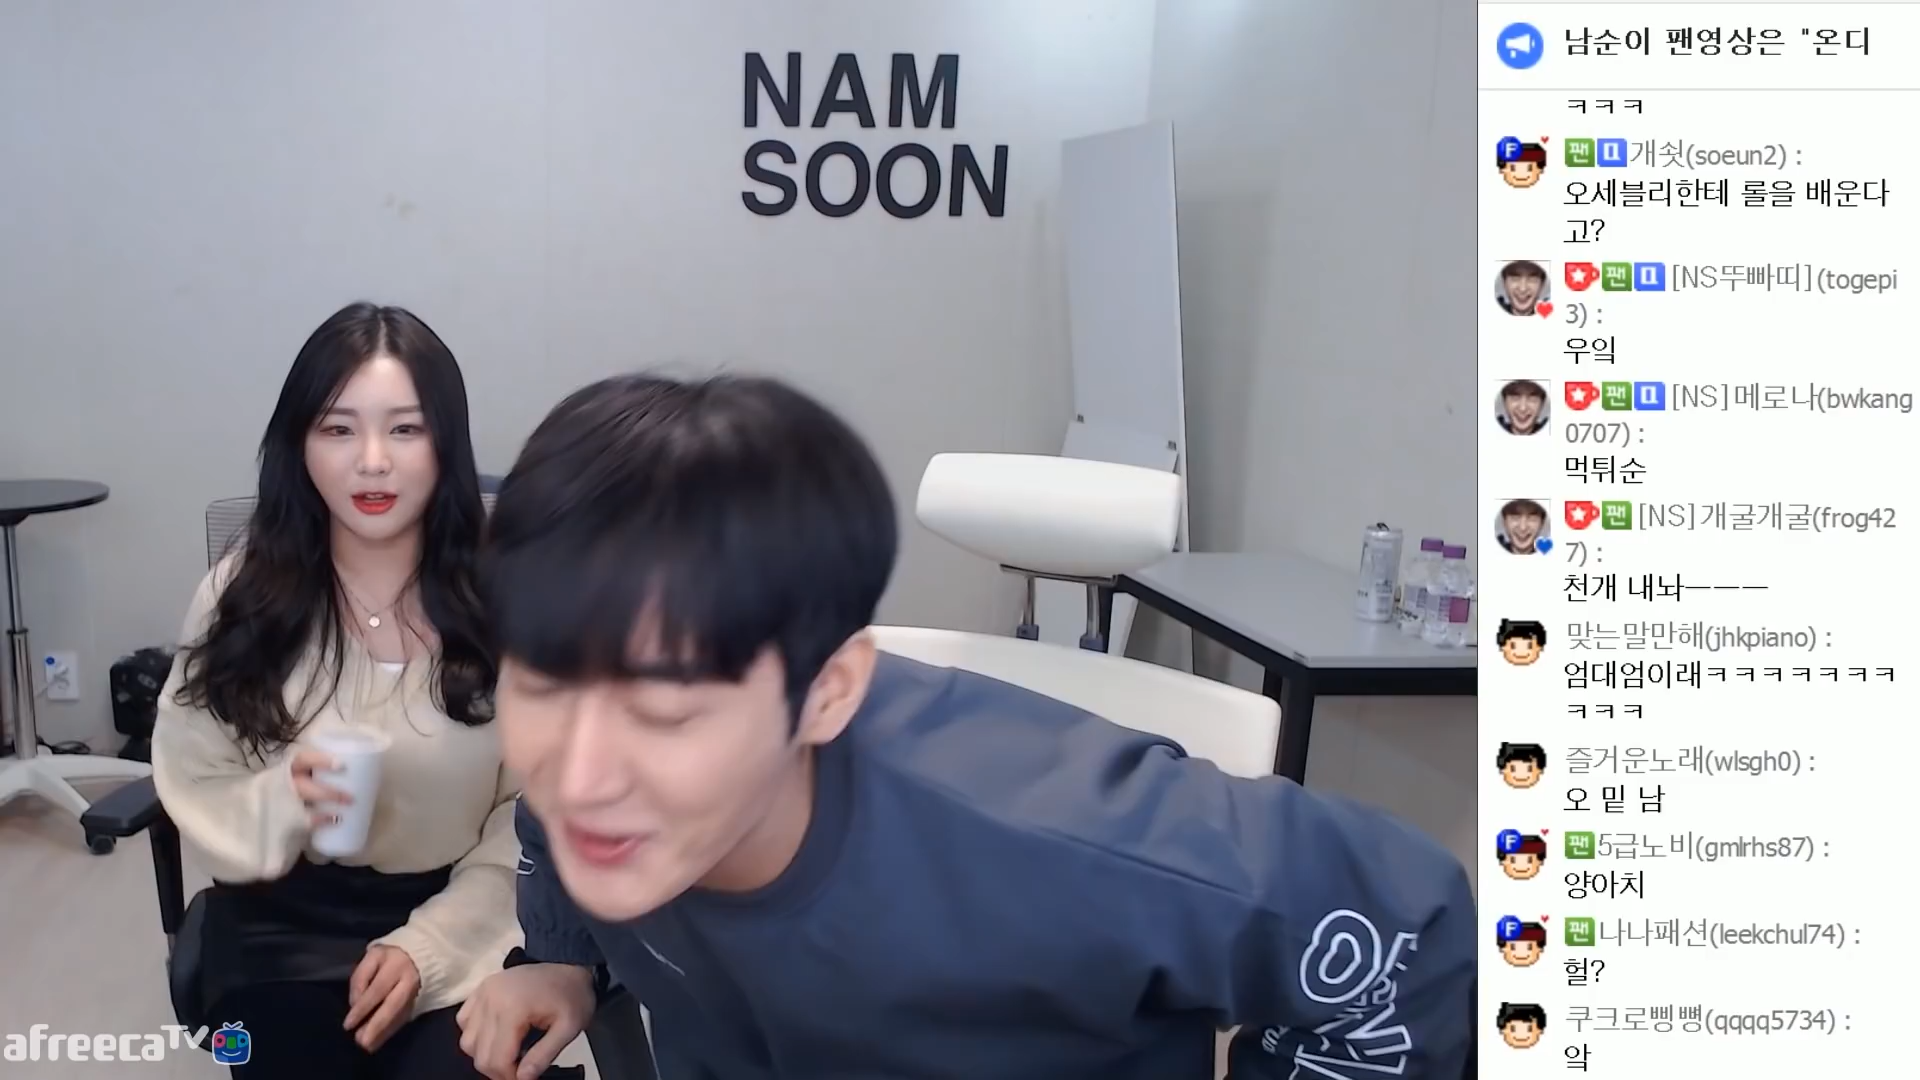 NAM
SOON
afreecaTV
남순이 팬영상은 "온디
ㅋㅋㅋ
팬 개쇳(soeun2) :
오세블리한테 롤을 배운다
고?
팬 [NS뚜빠띠](togepi
3) :
우잌
팬 [NS]메로나(bwkang
0707) :
먹튀순
팬 [NS]개굴개굴(frog42
7) :
천개 내놔ㅡㅡㅡ
맞는말만해(jhkpiano) :
엄대엄이래ㅋㅋㅋㅋㅋㅋㅋ
ㅋㅋㅋ
즐거운노래(wlsgh0) :
오 밑 남
팬 5급노비(gmlrhs87) :
양아치
팬 나나패션(leekchul74) :
헐?
쿠크로삥뼝(qqqq5734) :
앜